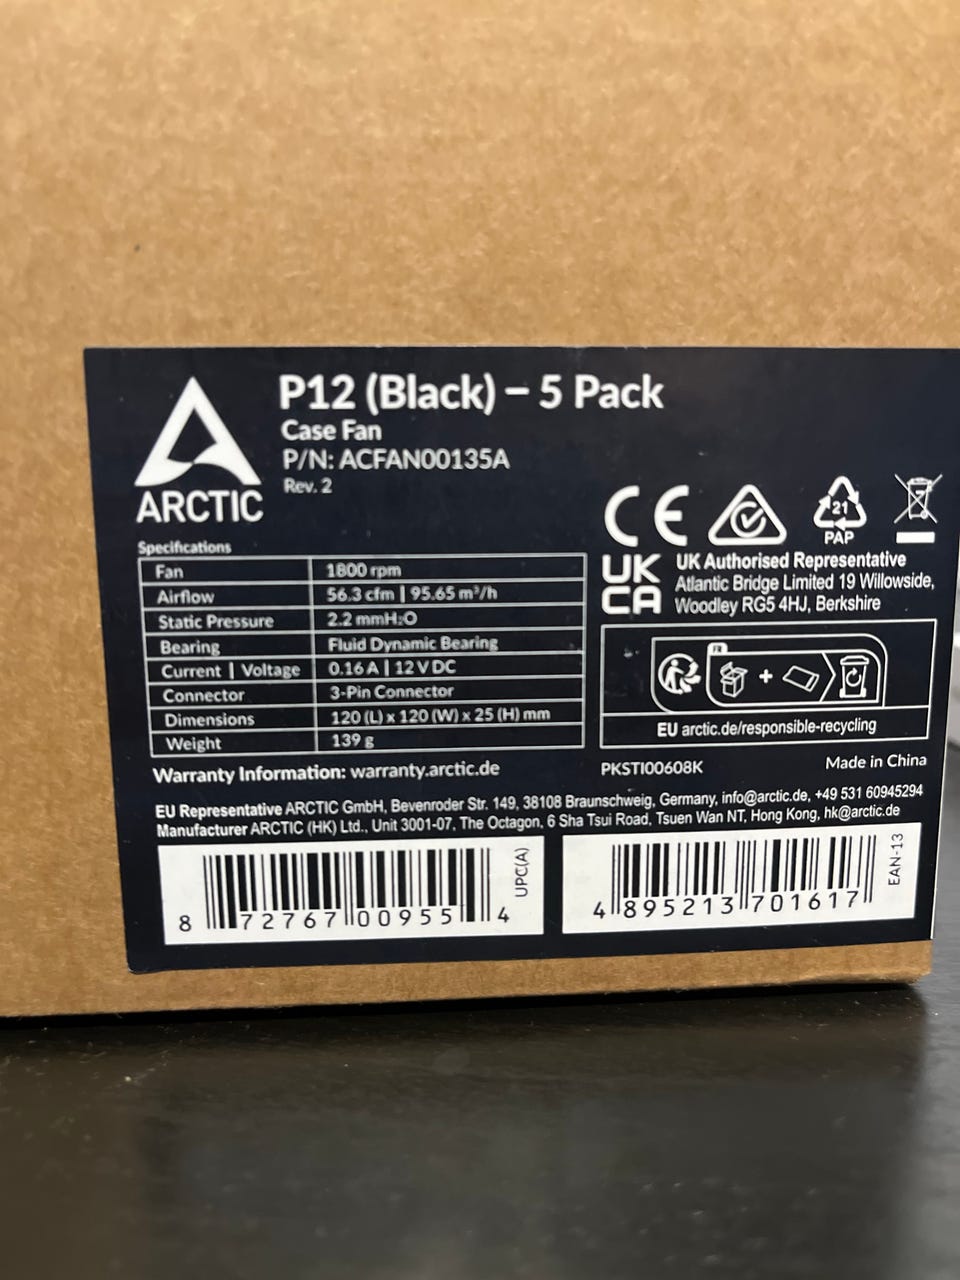 P12 (Black) – 5 Pack
Case Fan
P/N: ACFAN00135A
Rev. 2
ARCTIC
Specifications
Fan 1800 rpm
Airflow 56.3 cfm | 95.65 m³/h
Static Pressure 2.2 mmH₂O
Bearing Fluid Dynamic Bearing
Current | Voltage 0.16 A | 12 V DC
Connector 3-Pin Connector
Dimensions 120 (L) x 120 (W) x 25 (H) mm
Weight 139 g
Warranty Information: warranty.arctic.de
CE
21
PAP
UK
CA
UK Authorised Representative
Atlantic Bridge Limited 19 Willowside,
Woodley RG5 4HJ, Berkshire
FR
EU arctic.de/responsible-recycling
PKSTI00608K
Made in China
EU Representative ARCTIC GmbH, Bevenroder Str. 149, 38108 Braunschweig, Germany, info@arctic.de, +49 531 60945294
Manufacturer ARCTIC (HK) Ltd., Unit 3001-07, The Octagon, 6 Sha Tsui Road, Tsuen Wan NT, Hong Kong, hk@arctic.de
8 72767 00955 4
UPC(A)
4 895213 701617
EAN-13